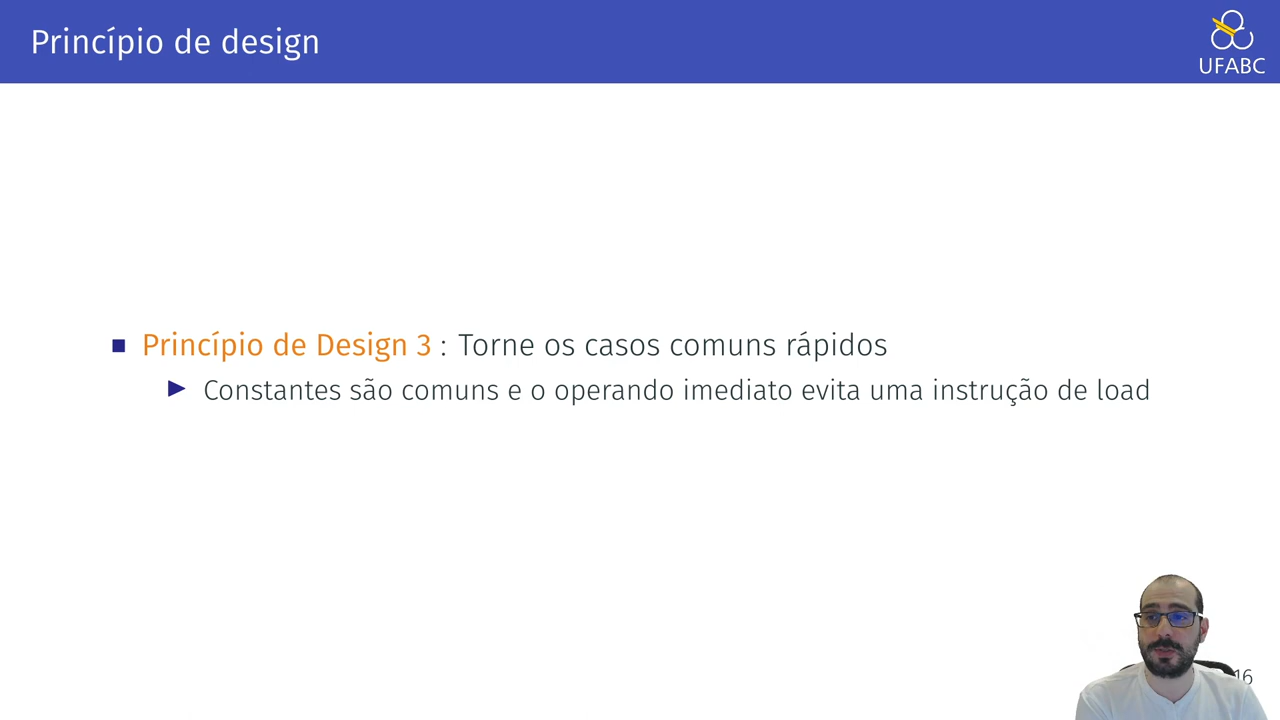 Princípio de design
UFABC
■ Princípio de Design 3 : Torne os casos comuns rápidos
▶ Constantes são comuns e o operando imediato evita uma instrução de load
16